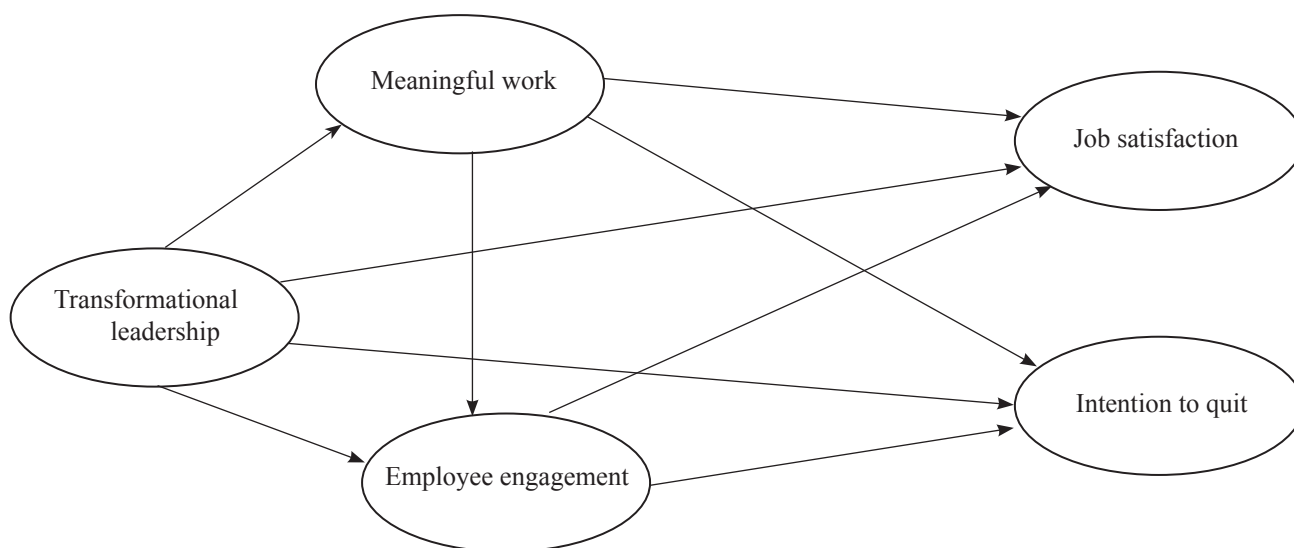 Meaningful work
Job satisfaction
Transformational
leadership
Intention to quit
Employee engagement